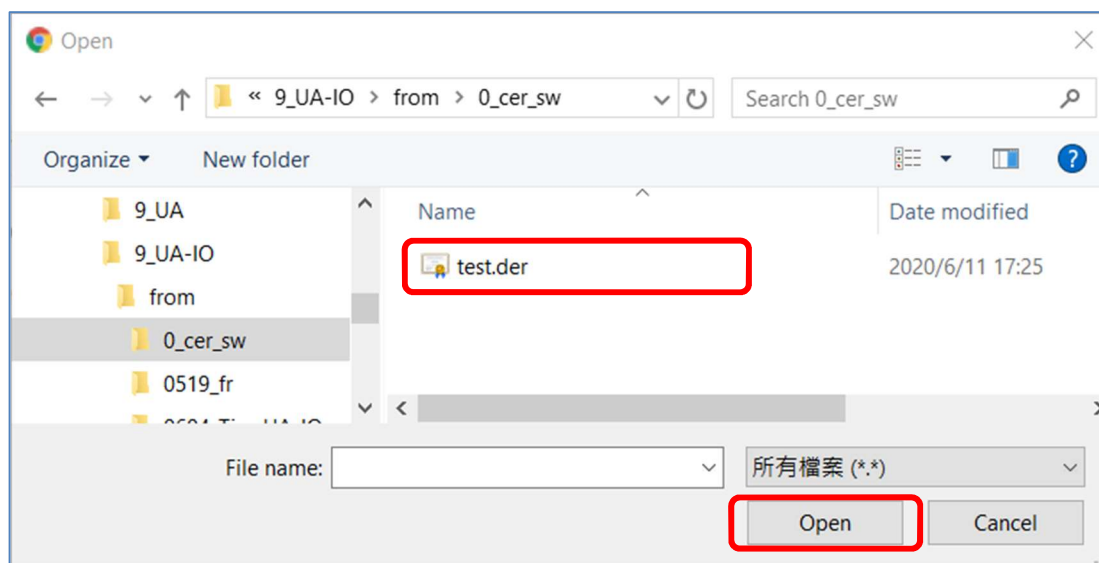 Open
« 9_UA-IO > from > 0_cer_sw
Search 0_cer_sw
Organize
New folder
?
9_UA
9_UA-IO
from
0_cer_sw
0519_fr
Name
Date modified
test.der
2020/6/11 17:25
File name:
所有檔案 (*.*)
Open
Cancel